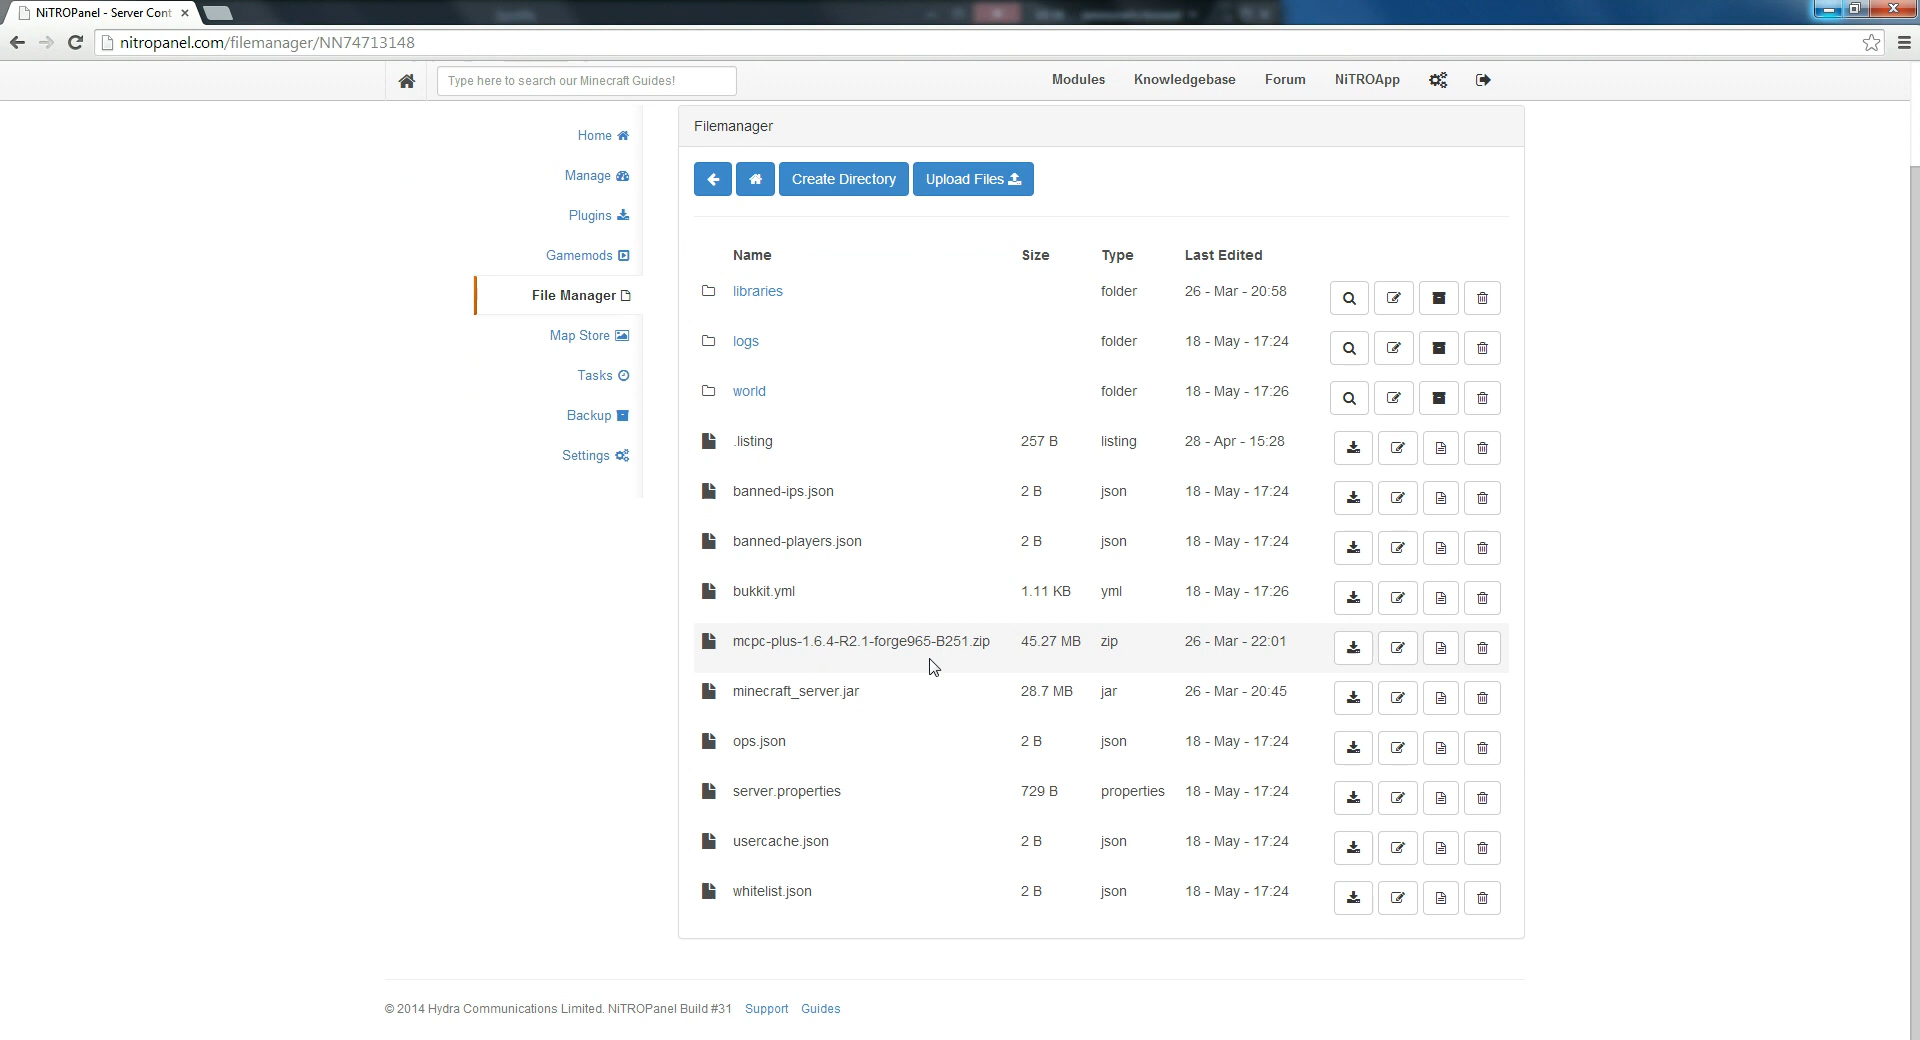 NiTROPanel - Server Cont
nitropanel.com/filemanager/NN74713148
Type here to search our Minecraft Guides!
Modules Knowledgebase Forum NiTROApp
Home
Manage
Plugins
Gamemods
File Manager
Map Store
Tasks
Backup
Settings
Filemanager
Create Directory Upload Files
Name Size Type Last Edited
libraries folder 26 - Mar - 20:58
logs folder 18 - May - 17:24
world folder 18 - May - 17:26
.listing 257 B listing 28 - Apr - 15:28
banned-ips.json 2 B json 18 - May - 17:24
banned-players.json 2 B json 18 - May - 17:24
bukkit.yml 1.11 KB yml 18 - May - 17:26
mcpc-plus-1.6.4-R2.1-forge965-B251.zip 45.27 MB zip 26 - Mar - 22:01
minecraft_server.jar 28.7 MB jar 26 - Mar - 20:45
ops.json 2 B json 18 - May - 17:24
server.properties 729 B properties 18 - May - 17:24
usercache.json 2 B json 18 - May - 17:24
whitelist.json 2 B json 18 - May - 17:24
© 2014 Hydra Communications Limited. NiTROPanel Build #31 Support Guides